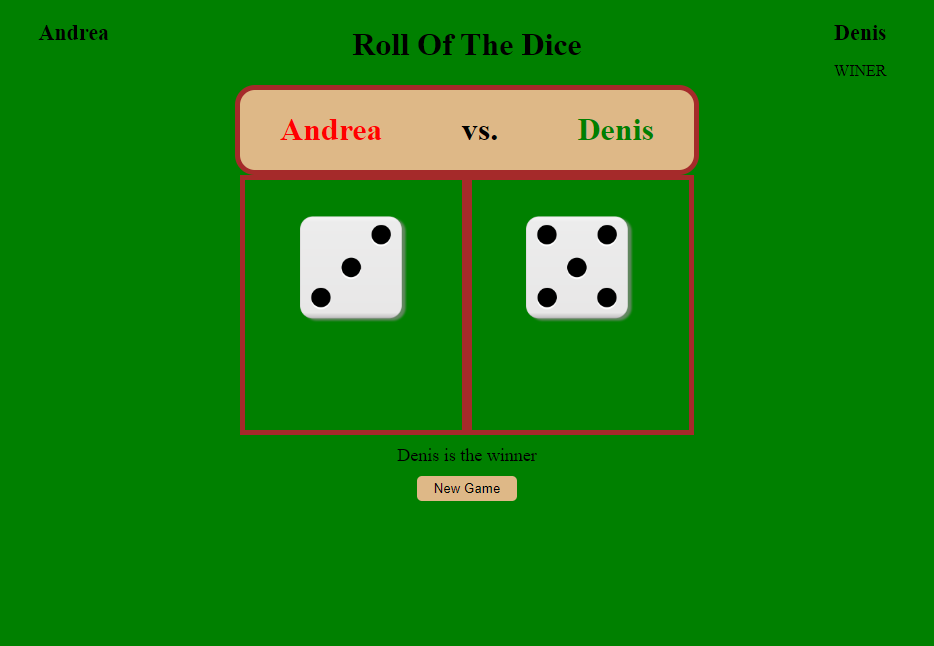 Andrea
Roll Of The Dice
Denis
WINER
Andrea vs. Denis
Denis is the winner
New Game